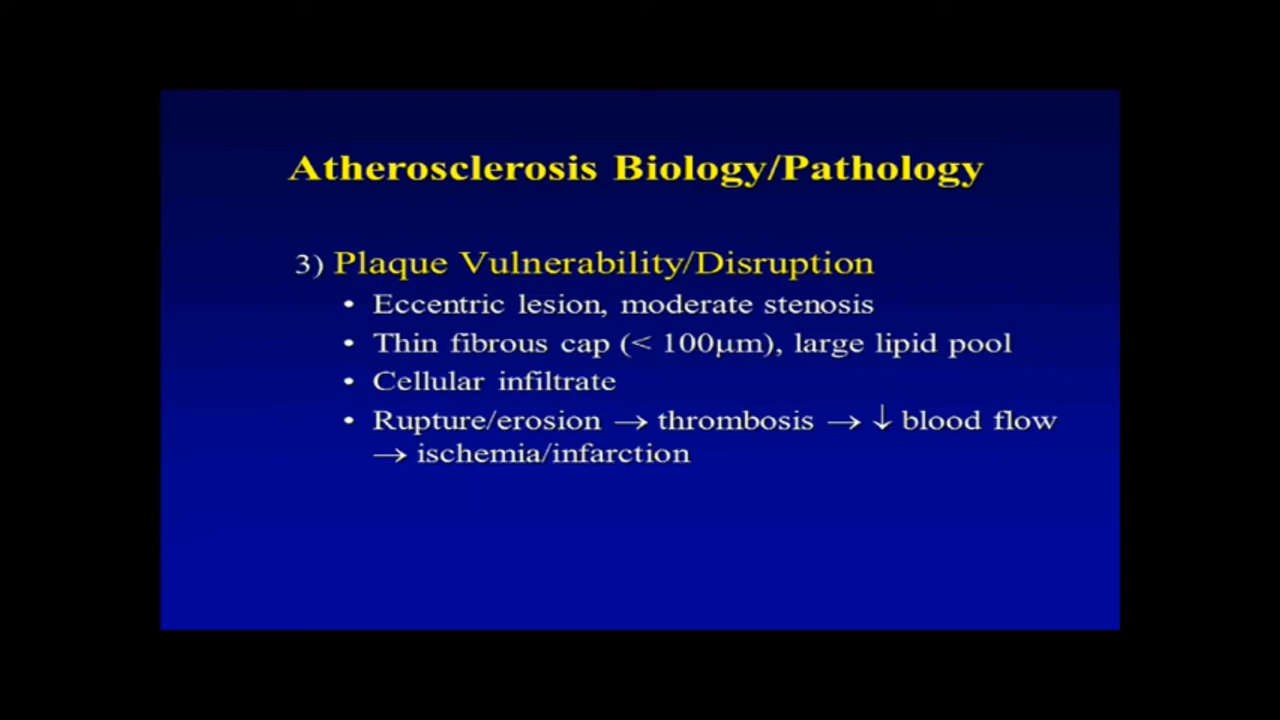 Atherosclerosis Biology/Pathology
3) Plaque Vulnerability/Disruption
• Eccentric lesion, moderate stenosis
• Thin fibrous cap (< 100μm), large lipid pool
• Cellular infiltrate
• Rupture/erosion → thrombosis → ↓ blood flow
→ ischemia/infarction